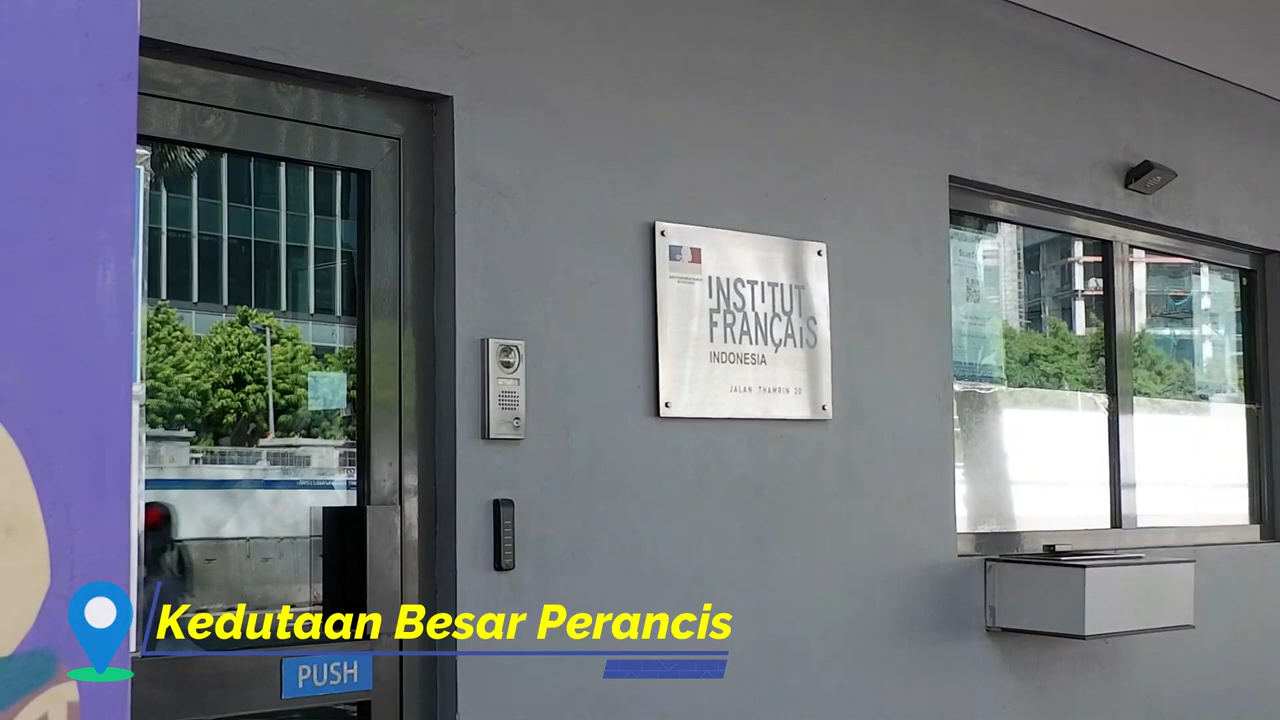 INSTITUT
FRANÇAIS
INDONESIA
JALAN THAMRIN 20
Kedutaan Besar Perancis
PUSH